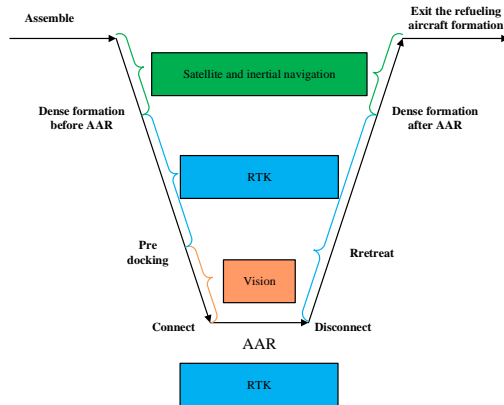 Assemble
Exit the refueling
aircraft formation
Satellite and inertial navigation
Dense formation
before AAR
Dense formation
after AAR
RTK
Pre
docking
Rretreat
Vision
Connect
Disconnect
AAR
RTK